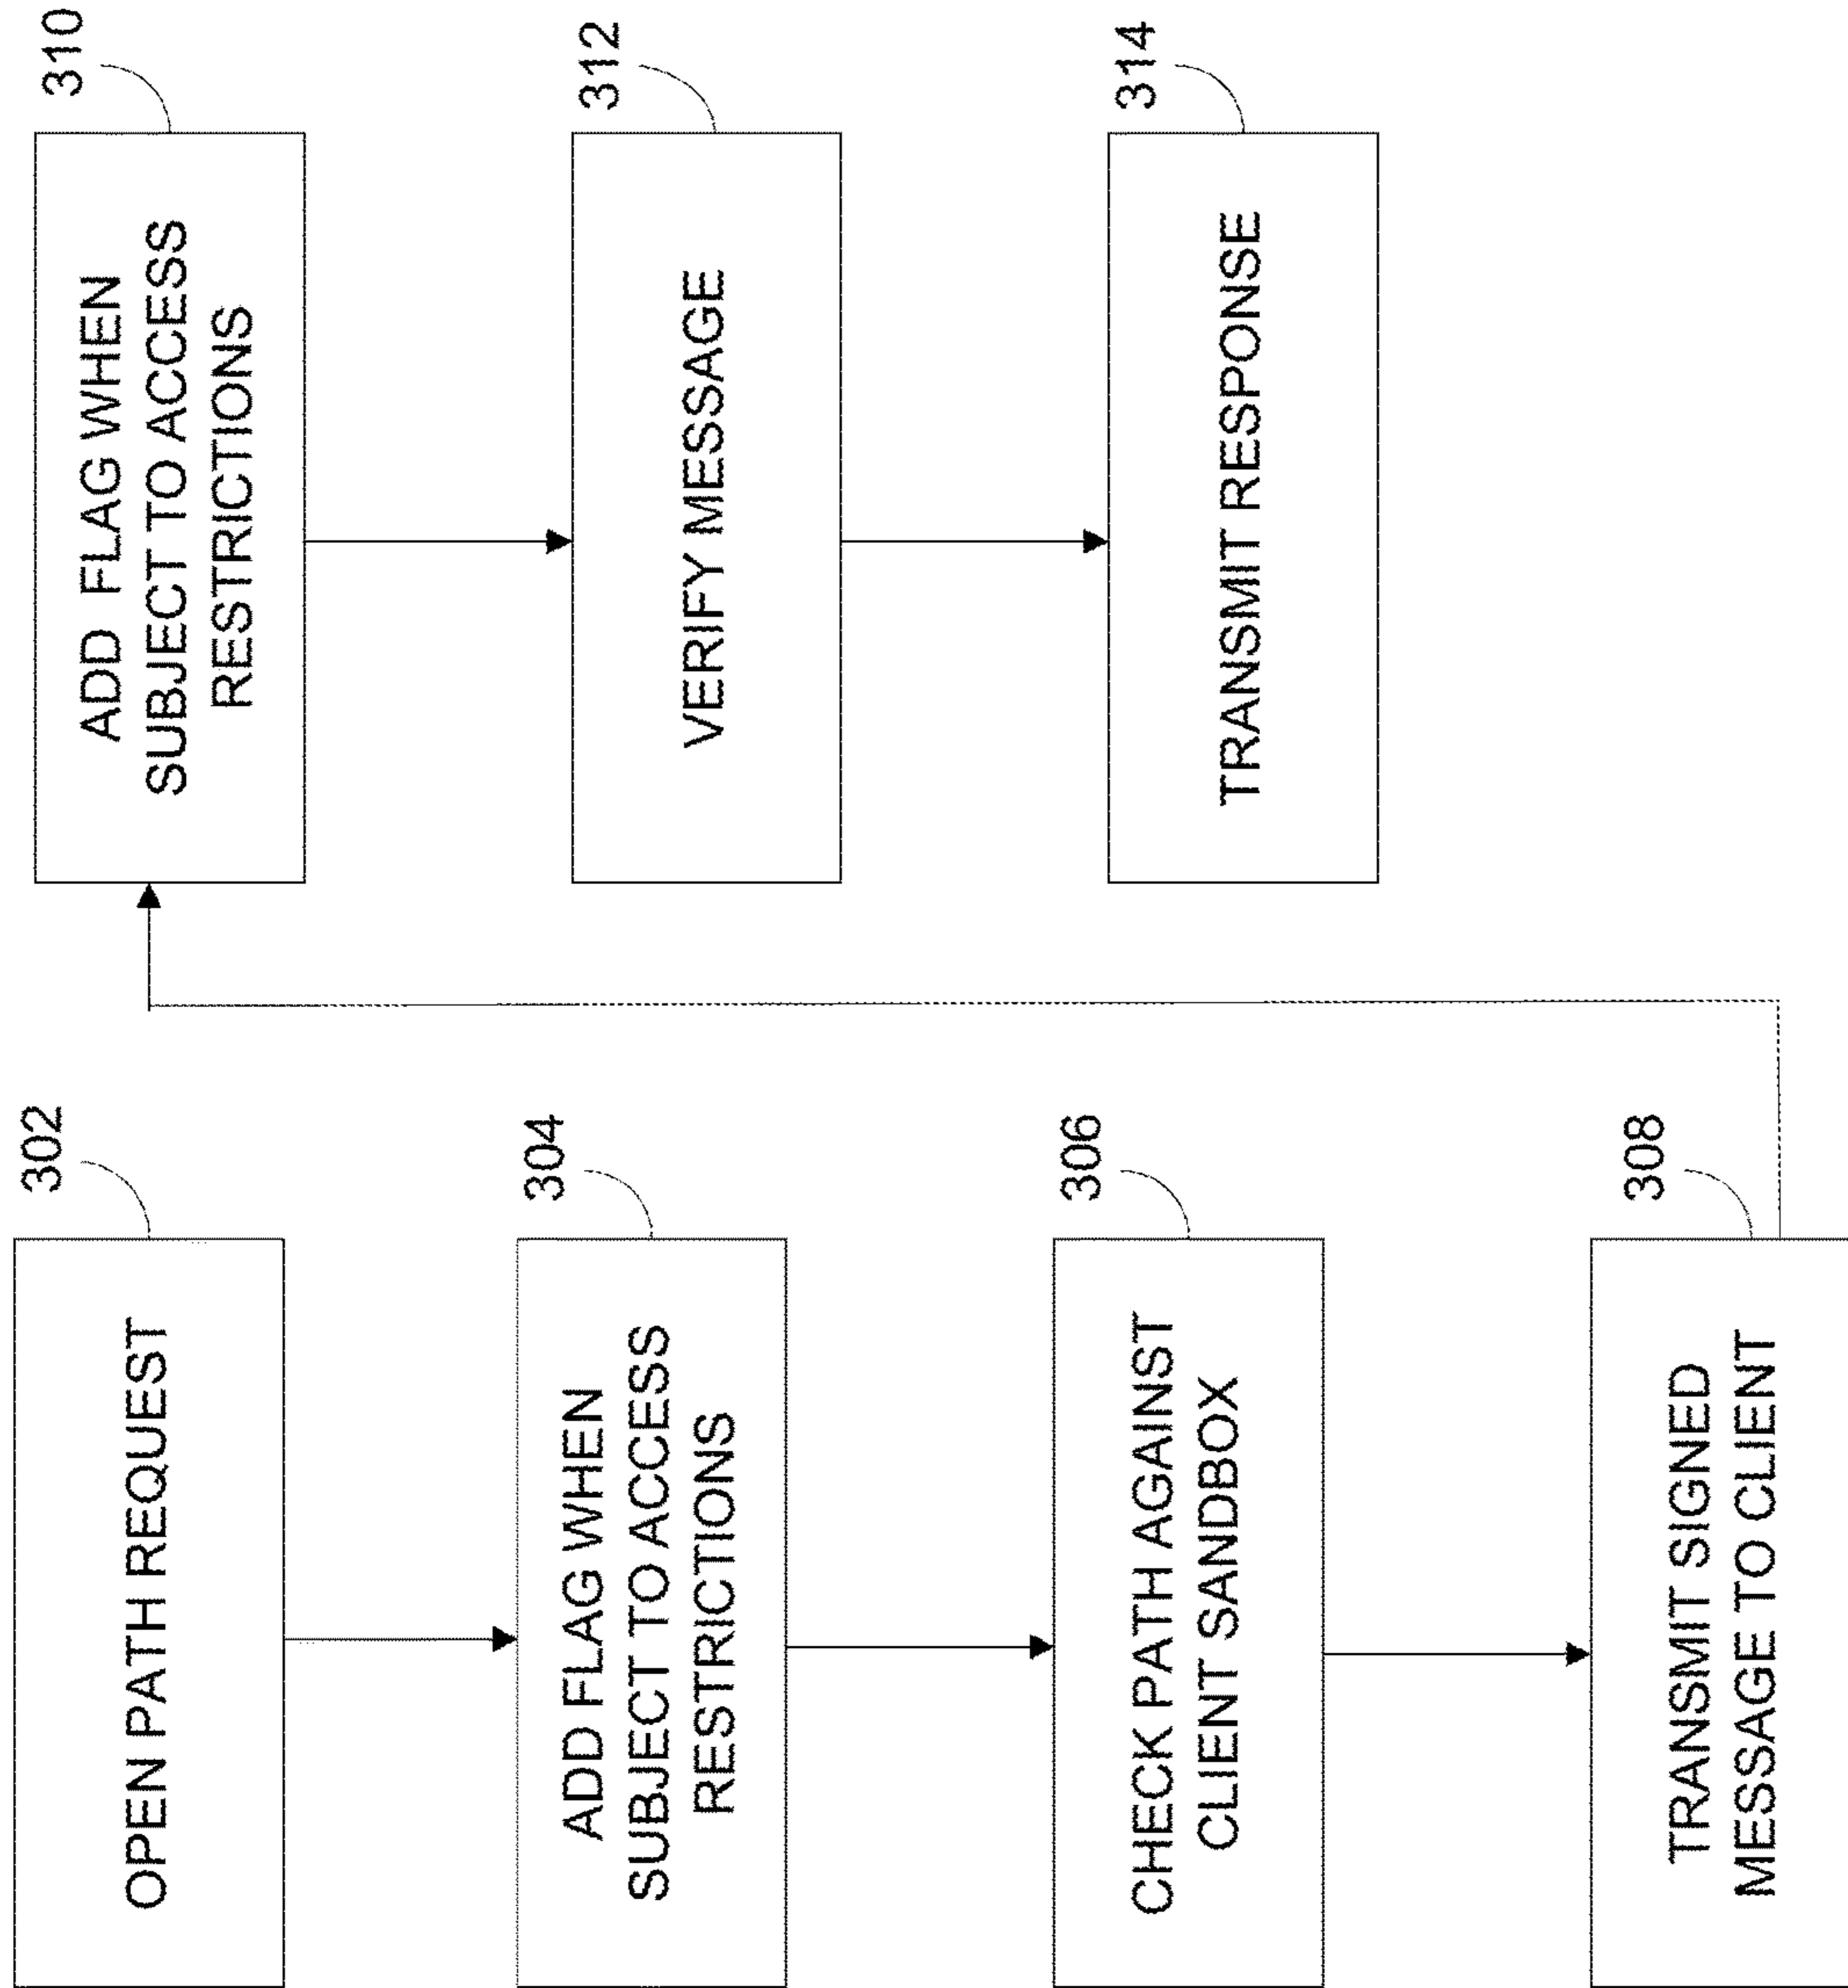 302
OPEN PATH REQUEST
304
ADD FLAG WHEN
SUBJECT TO ACCESS
RESTRICTIONS
306
CHECK PATH AGAINST
CLIENT SANDBOX
308
TRANSMIT SIGNED
MESSAGE TO CLIENT
310
ADD FLAG WHEN
SUBJECT TO ACCESS
RESTRICTIONS
312
VERIFY MESSAGE
314
TRANSMIT RESPONSE